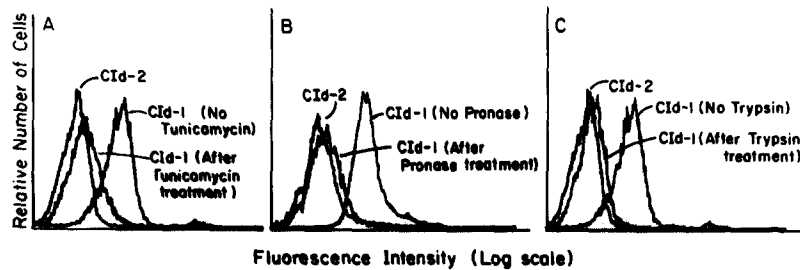 Relative Number of Cells
A
CId-2
CId-1 (No
Tunicamycin)
CId-1 (After
Tunicamycin
treatment)
B
CId-2
CId-1 (No Pronase)
CId-1 (After
Pronase treatment)
C
CId-2
CId-1 (No Trypsin)
CId-1 (After Trypsin
treatment)
Fluorescence Intensity (Log scale)